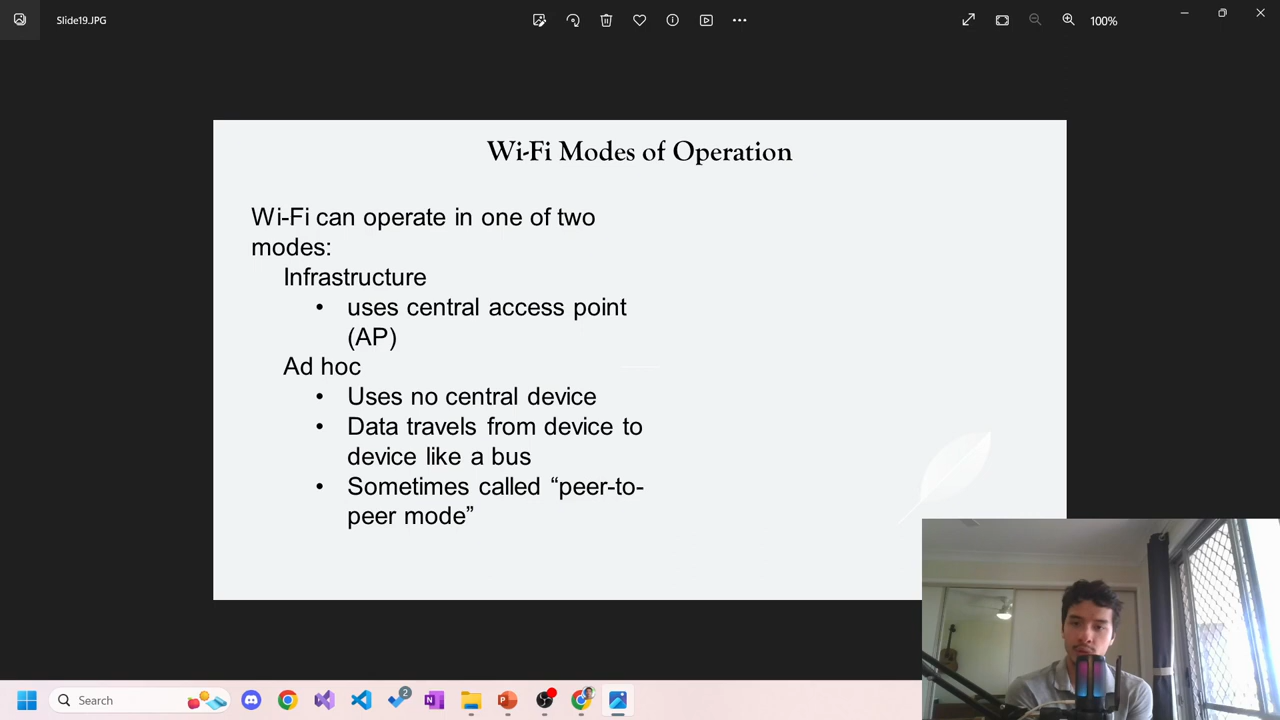 Slide19.JPG
100%
Wi-Fi Modes of Operation
Wi-Fi can operate in one of two
modes:
Infrastructure
• uses central access point
(AP)
Ad hoc
• Uses no central device
• Data travels from device to
device like a bus
• Sometimes called “peer-to-
peer mode”
Search
2